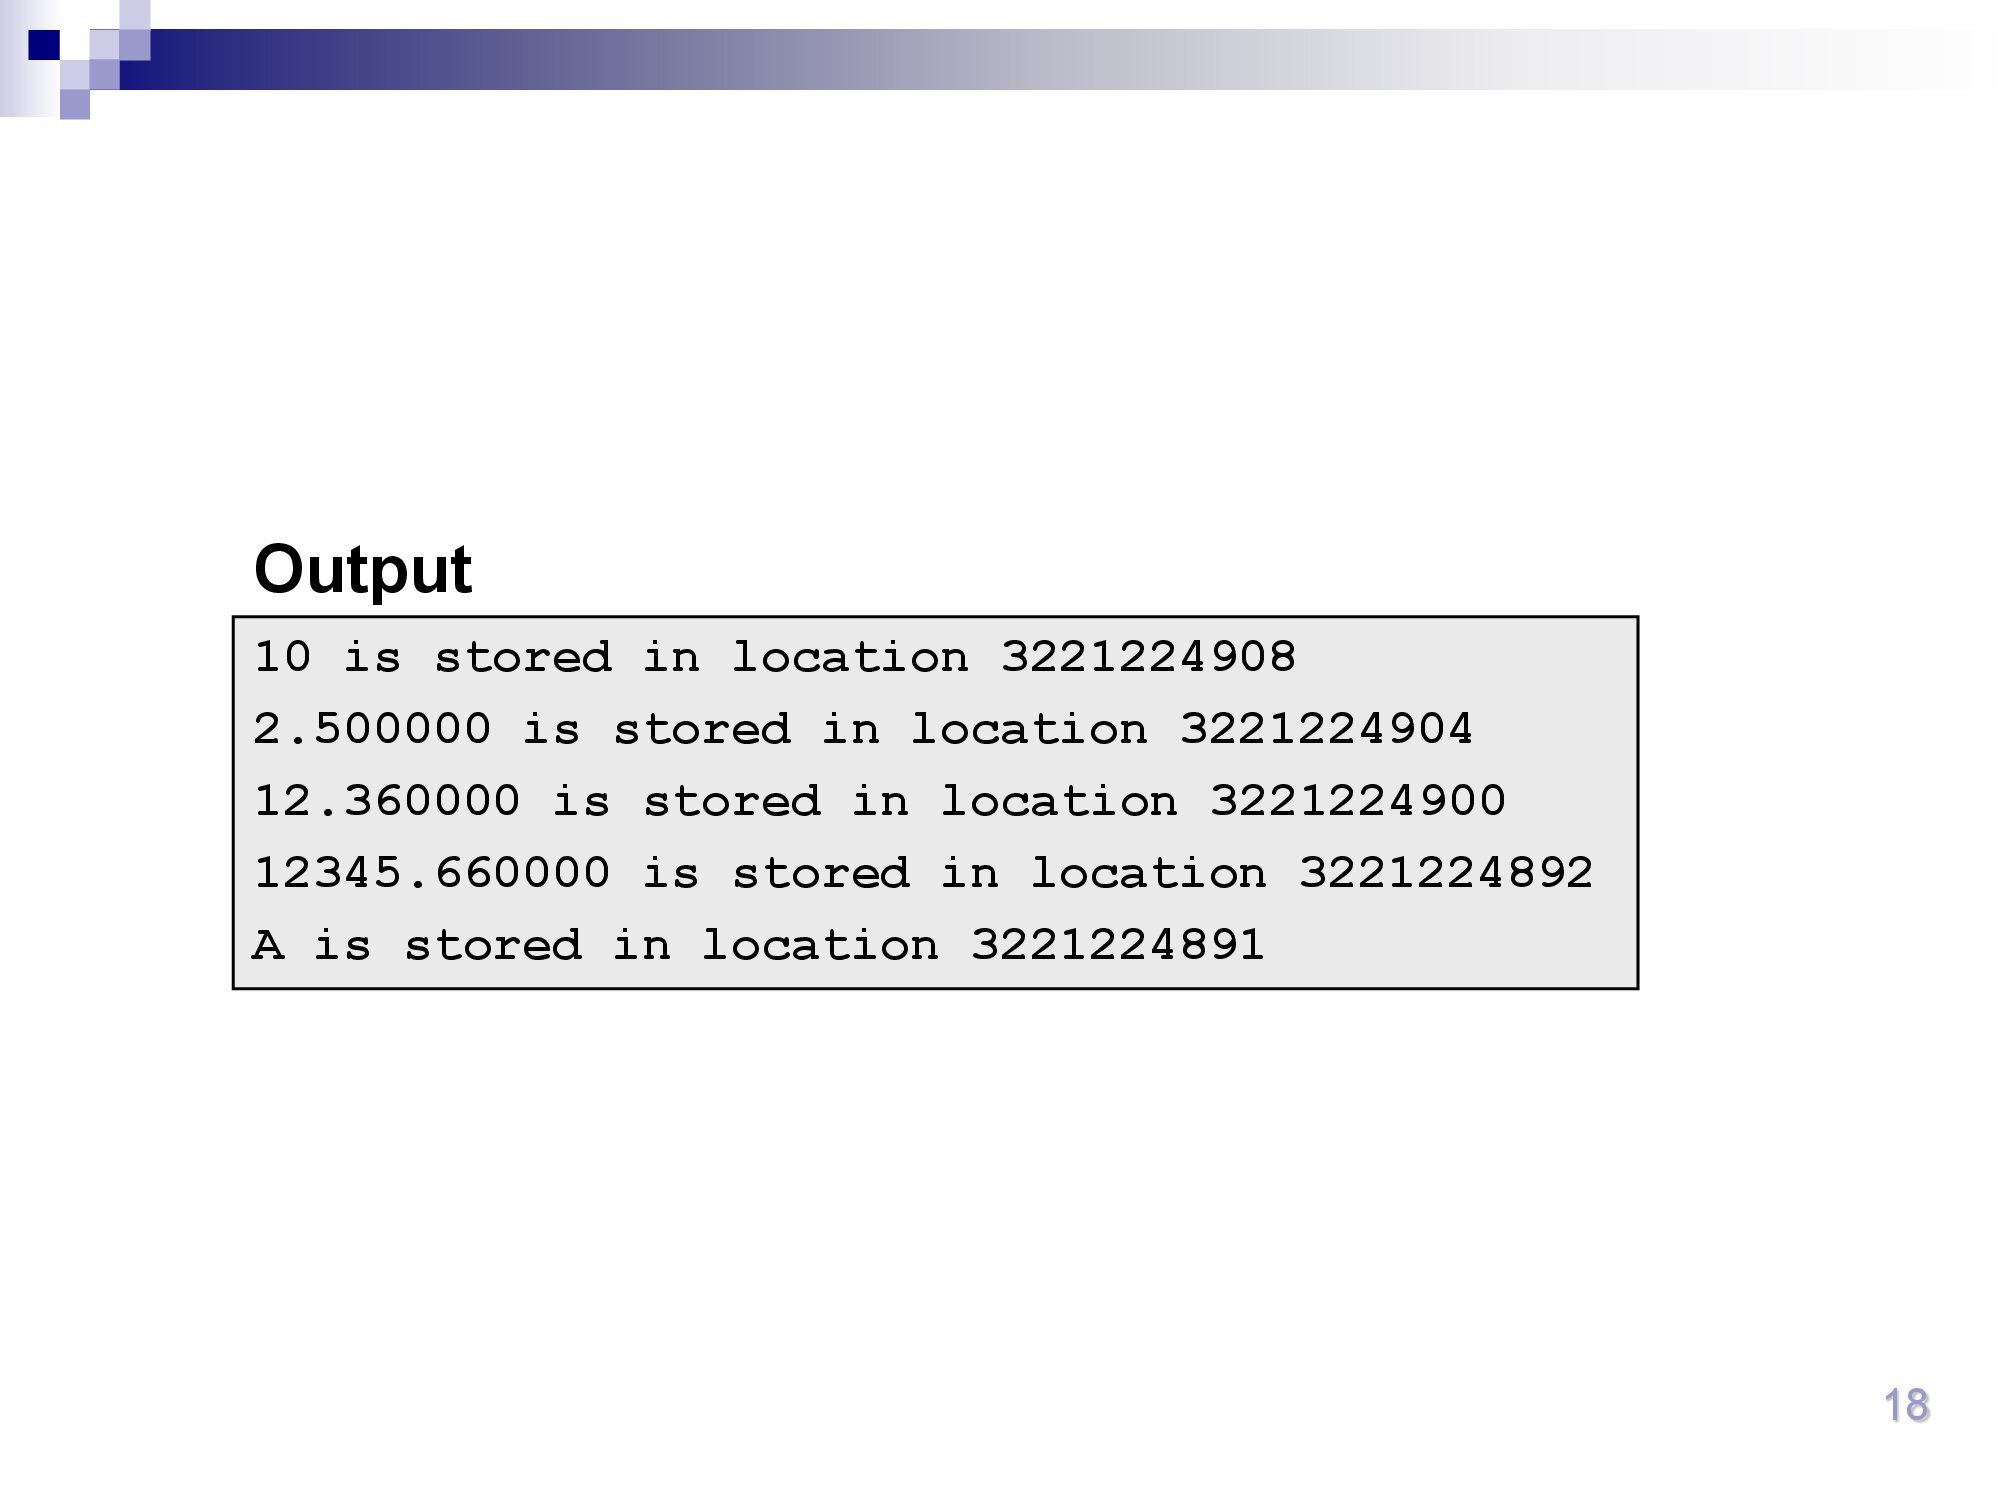 Output
10 is stored in location 3221224908
2.500000 is stored in location 3221224904
12.360000 is stored in location 3221224900
12345.660000 is stored in location 3221224892
A is stored in location 3221224891
18